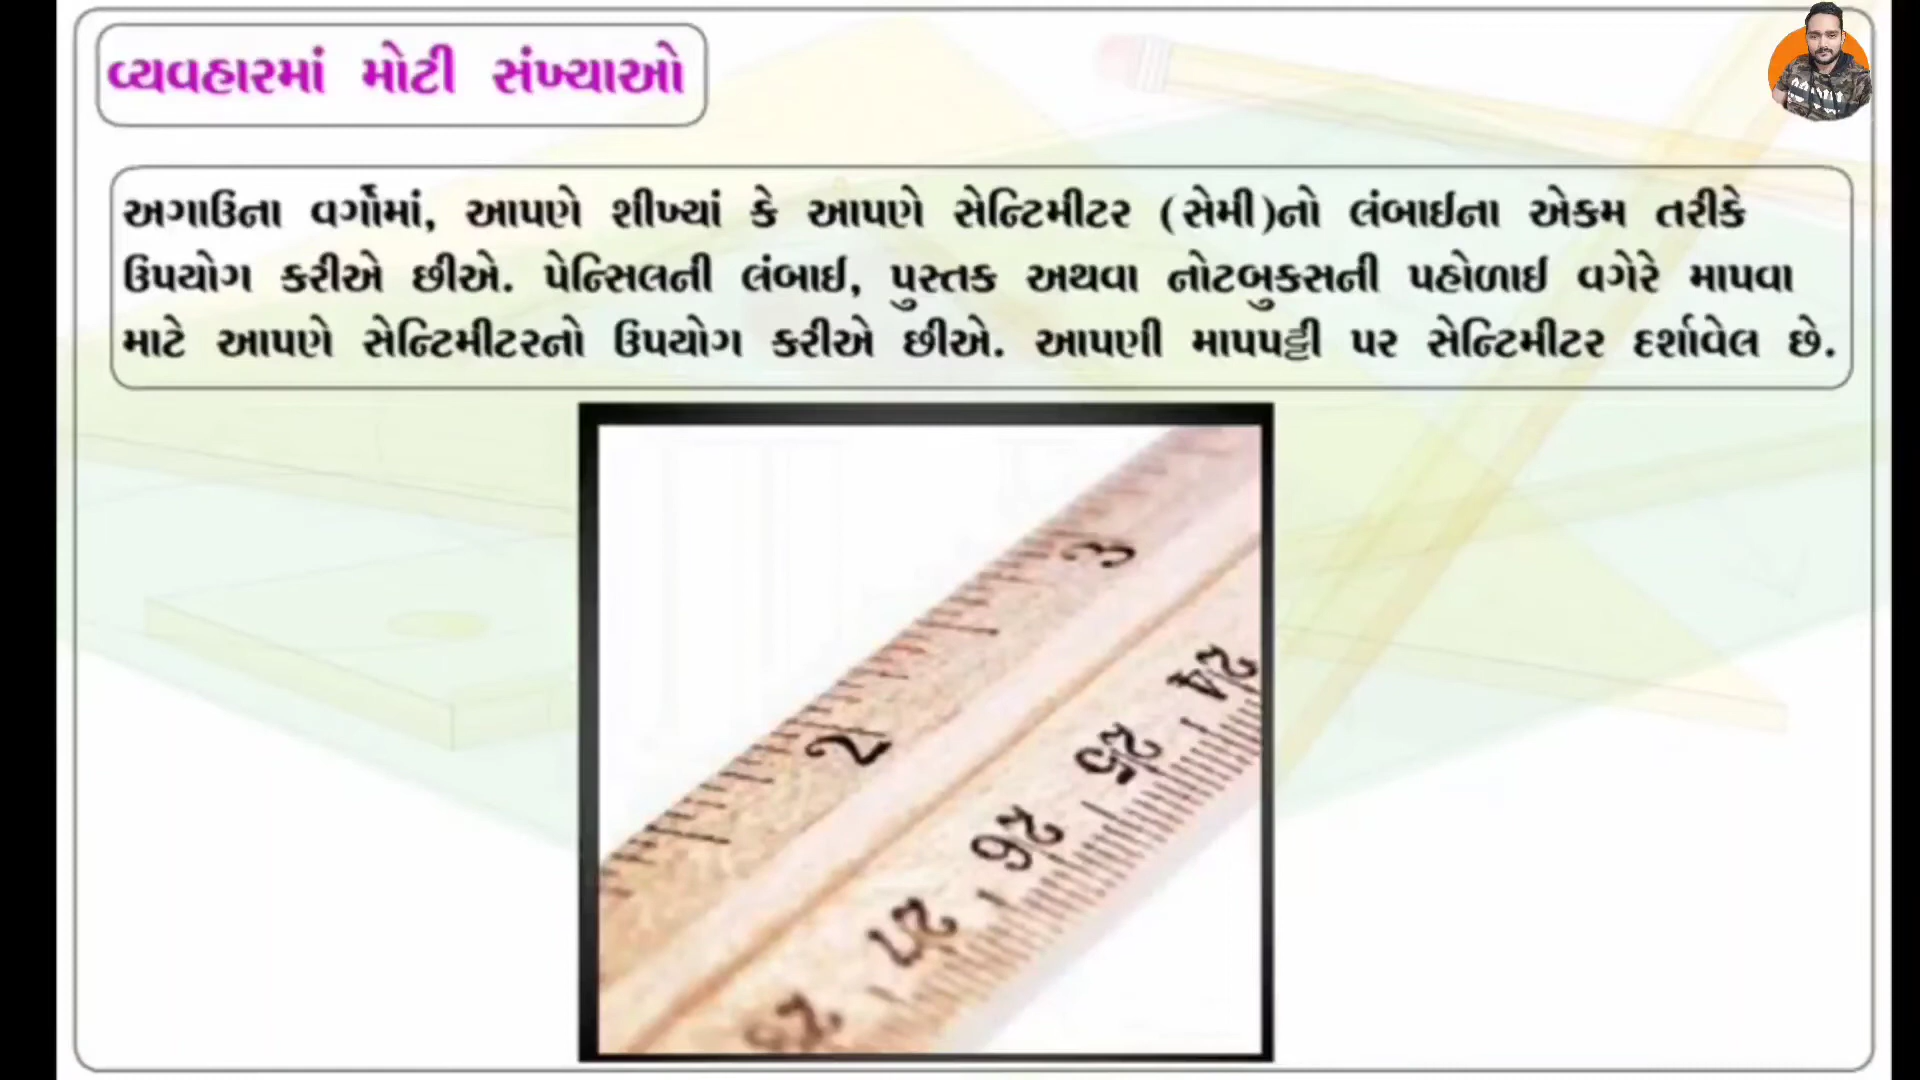 વ્યવહારમાં મોટી સંખ્યાઓ
અગાઉના વર્ગોમાં, આપણે શીખ્યાં કે આપણે સેન્ટિમીટર (સેમી)નો લંબાઈના એકમ તરીકે
ઉપયોગ કરીએ છીએ. પેન્સિલની લંબાઈ, પુસ્તક અથવા નોટબુકસની પહોળાઈ વગેરે માપવા
માટે આપણે સેન્ટિમીટરનો ઉપયોગ કરીએ છીએ. આપણી માપપટ્ટી પર સેન્ટિમીટર દર્શાવેલ છે.
3
2
24
25
26
27
28